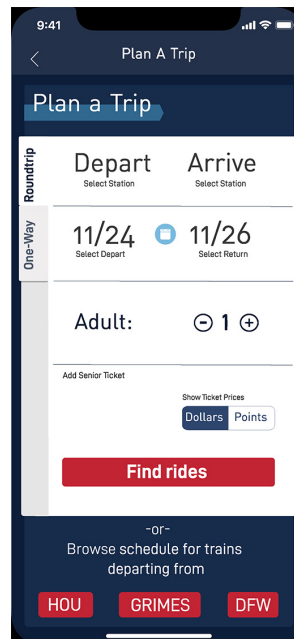 9:41
Plan A Trip
Plan a Trip
Roundtrip
One-Way
Depart Arrive
Select Station Select Station
11/24 11/26
Select Depart Select Return
Adult: 1
Add Senior Ticket
Show Ticket Prices
Dollars Points
Find rides
-or-
Browse schedule for trains
departing from
HOU GRIMES DFW